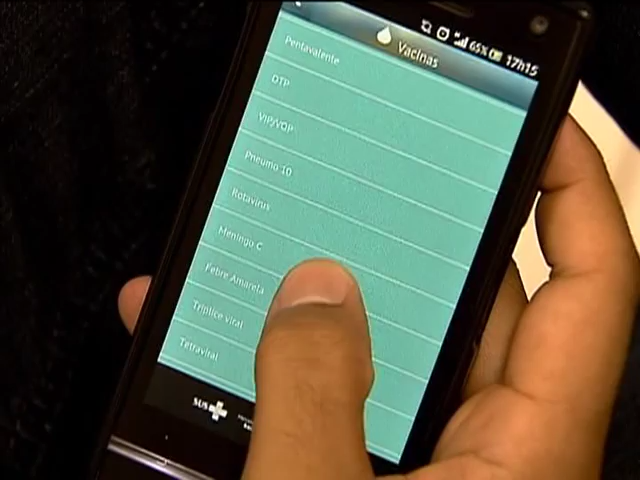 65% 17h15
Vacinas
Pentavalente
DTP
VIP/VOP
Pneumo 10
Rotavírus
Meningo C
Febre Amarela
Tríplice viral
Tetraviral
SUS